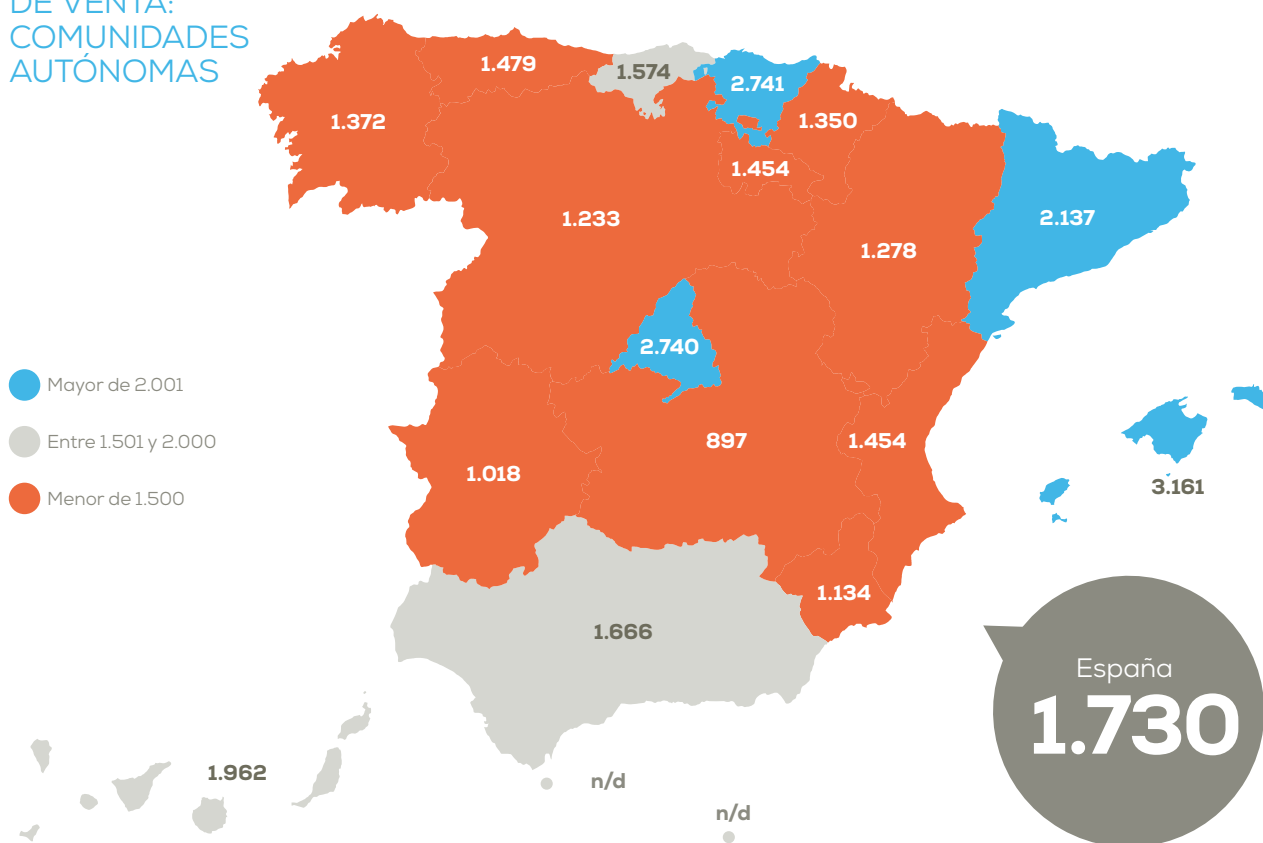 DE VENTA:
COMUNIDADES
AUTÓNOMAS
1.479
1.574
2.741
1.372
1.350
1.454
1.233
2.137
1.278
2.740
Mayor de 2.001
Entre 1.501 y 2.000
Menor de 1.500
897
1.454
1.018
3.161
1.134
1.666
España
1.730
1.962
n/d
n/d